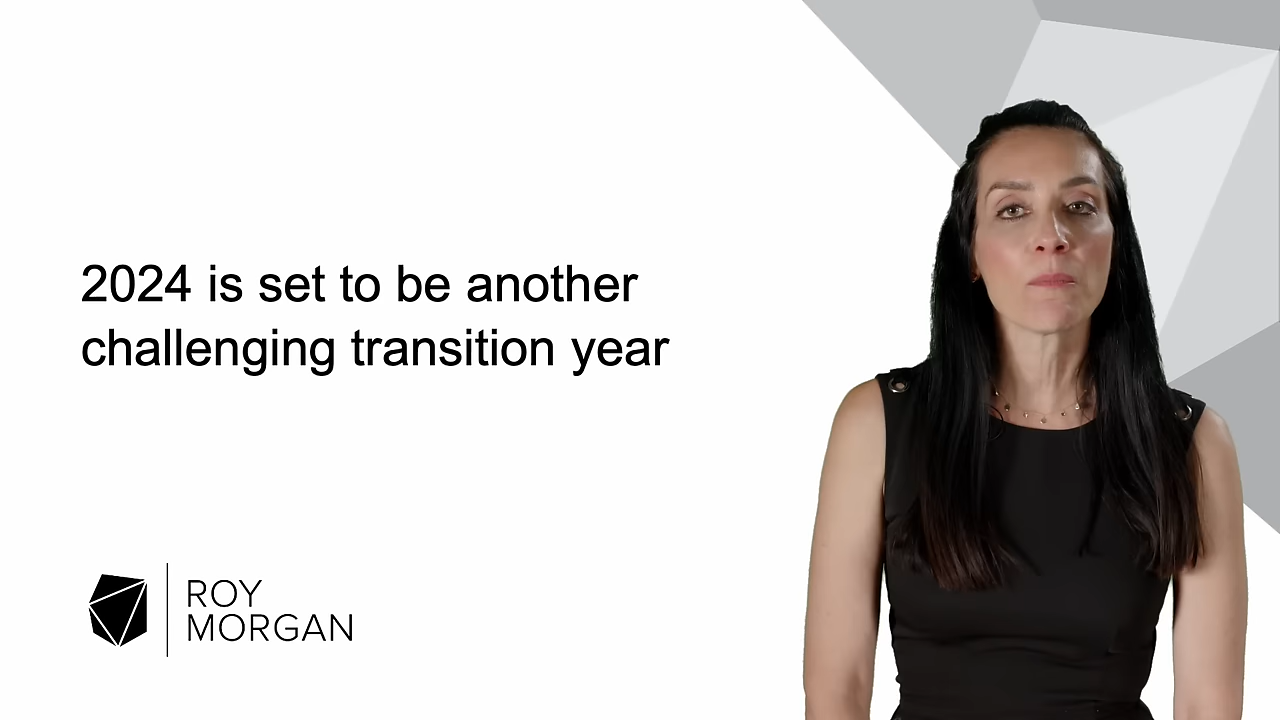 2024 is set to be another
challenging transition year
ROY
MORGAN